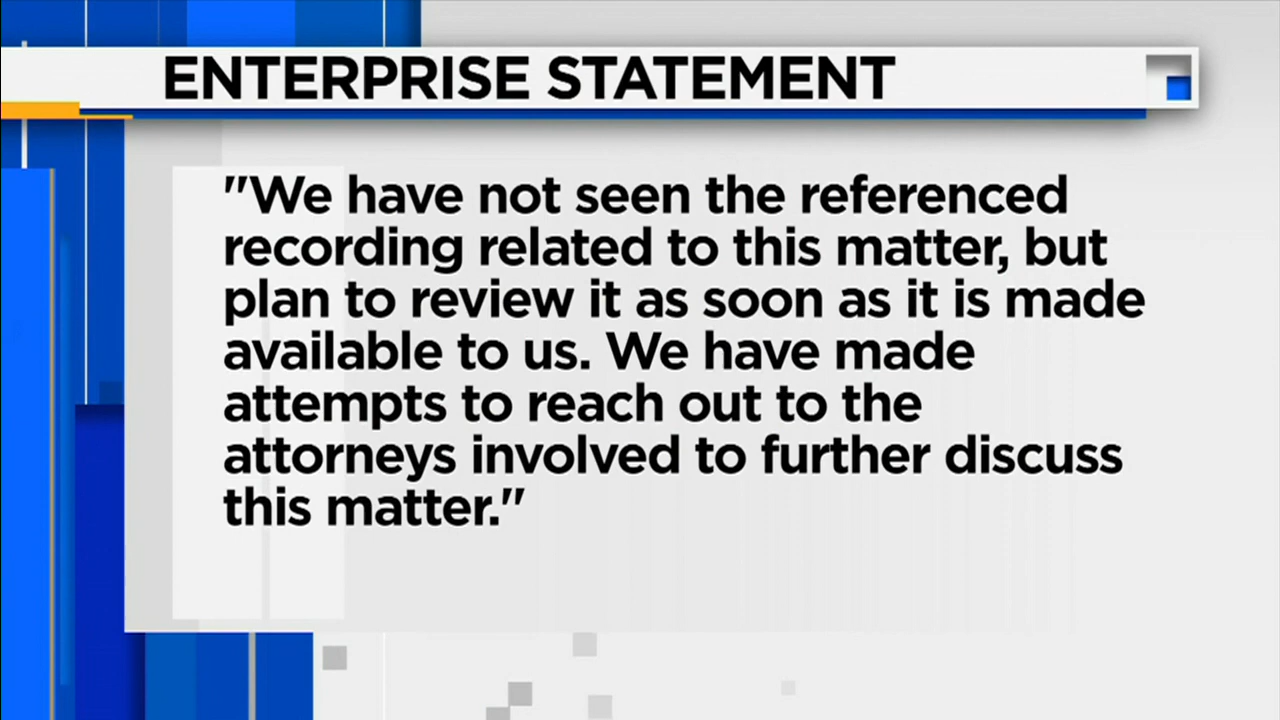 ENTERPRISE STATEMENT
"We have not seen the referenced
recording related to this matter, but
plan to review it as soon as it is made
available to us. We have made
attempts to reach out to the
attorneys involved to further discuss
this matter."